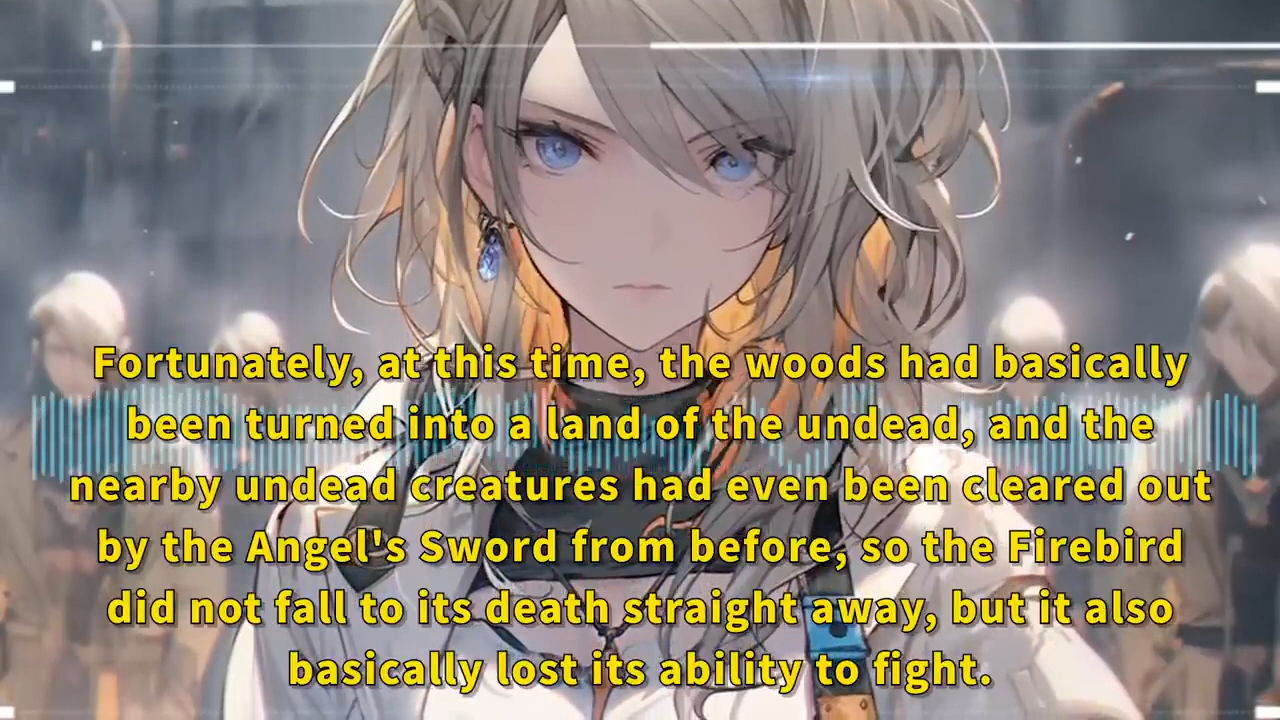 Fortunately, at this time, the woods had basically
been turned into a land of the undead, and the
nearby undead creatures had even been cleared out
by the Angel's Sword from before, so the Firebird
did not fall to its death straight away, but it also
basically lost its ability to fight.